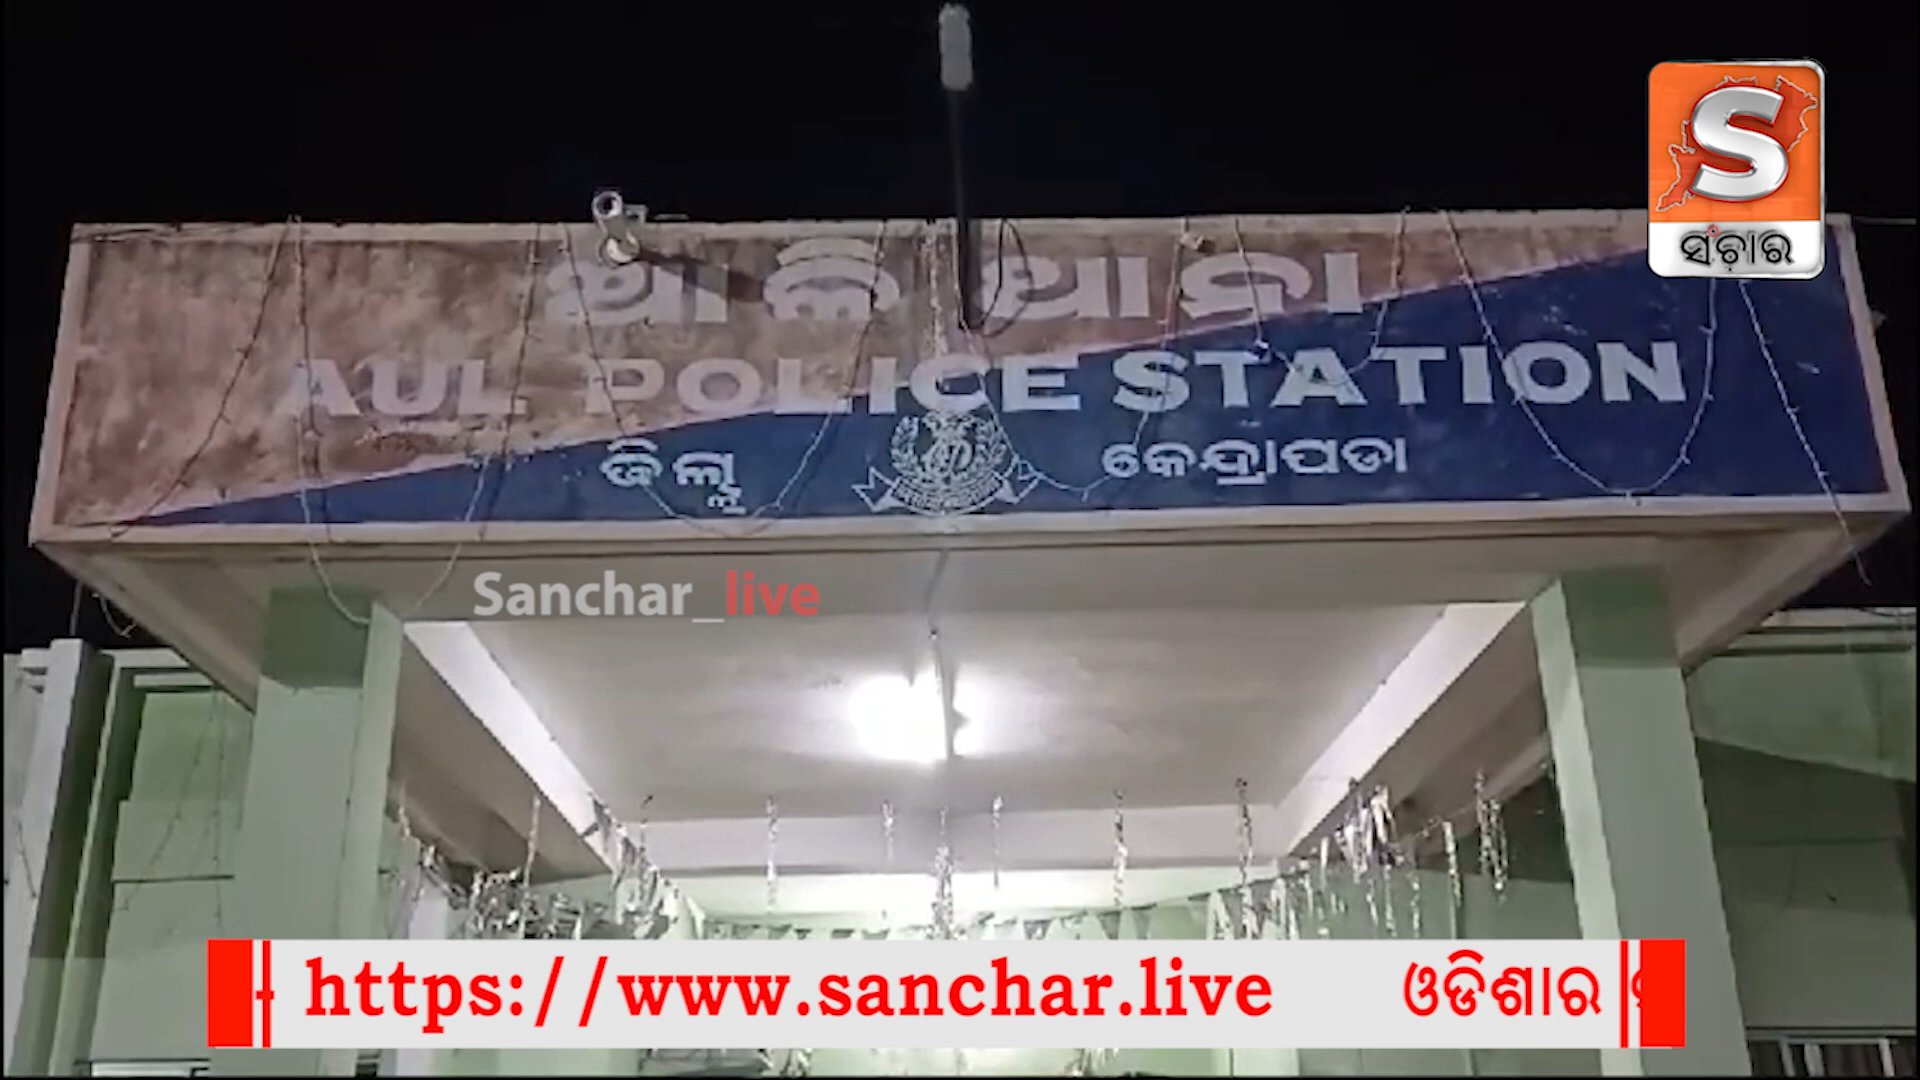 S
ସଂଚାର
ଆଳି ଥାନା
AUL POLICE STATION
ଜିଲ୍ଲା
କେନ୍ଦ୍ରାପଡା
Sanchar_live
https://www.sanchar.live ଓଡିଶାର